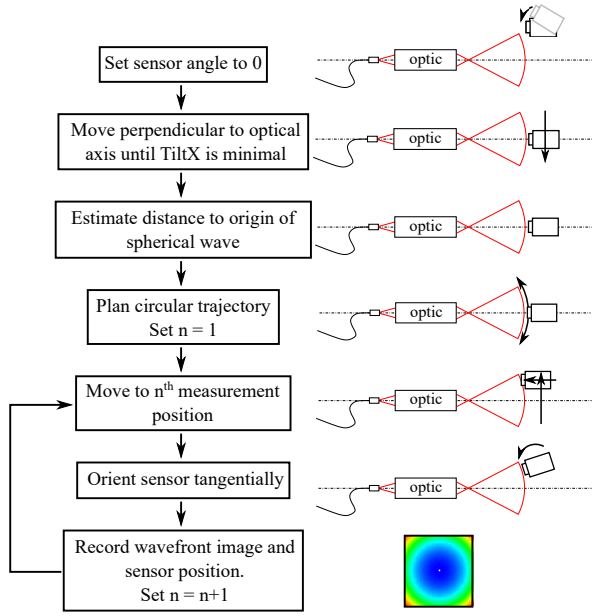 Set sensor angle to 0
optic
Move perpendicular to optical
axis until TiltX is minimal
optic
Estimate distance to origin of
spherical wave
optic
Plan circular trajectory
Set n = 1
optic
Move to nth measurement
position
optic
Orient sensor tangentially
optic
Record wavefront image and
sensor position.
Set n = n+1